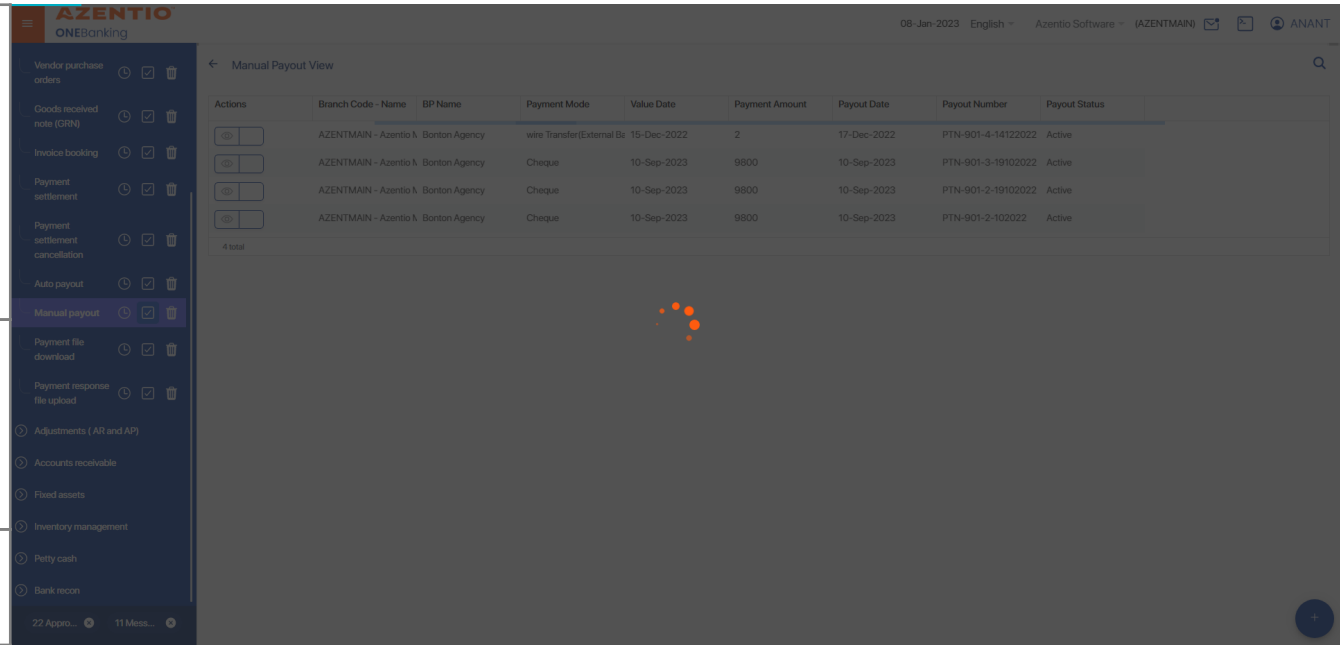 AZENTIO
ONEBanking
08-Jan-2023 English Azentio Software (AZENTMAIN) ANANT
Vendor purchase
orders
Goods received
note (GRN)
Invoice booking
Payment
settlement
Payment
settlement
cancellation
Auto payout
Manual payout
Payment file
download
Payment response
file upload
Adjustments ( AR and AP)
Accounts receivable
Fixed assets
Inventory management
Petty cash
Bank recon
22 Appro... 11 Mess...
Manual Payout View
Actions Branch Code - Name BP Name Payment Mode Value Date Payment Amount Payout Date Payout Number Payout Status
AZENTMAIN - Azentio Bonton Agency wire Transfer(External Ba 15-Dec-2022 2 17-Dec-2022 PTN-901-4-14122022 Active
AZENTMAIN - Azentio Bonton Agency Cheque 10-Sep-2023 9800 10-Sep-2023 PTN-901-3-19102022 Active
AZENTMAIN - Azentio Bonton Agency Cheque 10-Sep-2023 9800 10-Sep-2023 PTN-901-2-19102022 Active
AZENTMAIN - Azentio Bonton Agency Cheque 10-Sep-2023 9800 10-Sep-2023 PTN-901-2-102022 Active
4 total